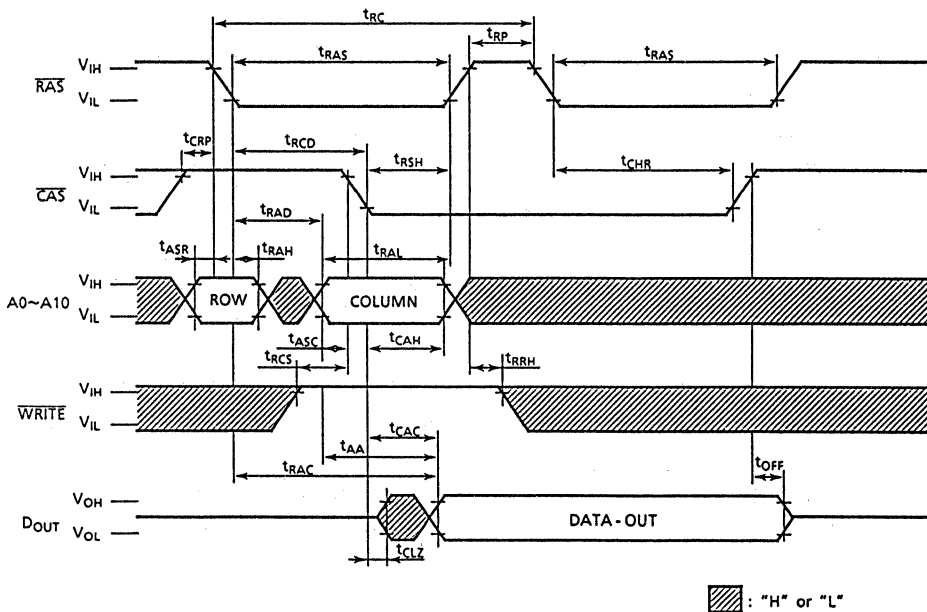 tRC
tRP
tRAS
tRAS
VIH
RAS
VIL
tCRP
tRCD
tRSH
tCHR
VIH
CAS
VIL
tRAD
tASR
tRAH
tRAL
VIH
A0~A10
ROW
COLUMN
VIL
tASC
tCAH
tRCS
tRRH
VIH
WRITE
VIL
tCAC
tAA
tRAC
tOFF
VOH
DOUT
DATA-OUT
VOL
tCLZ
: "H" or "L"